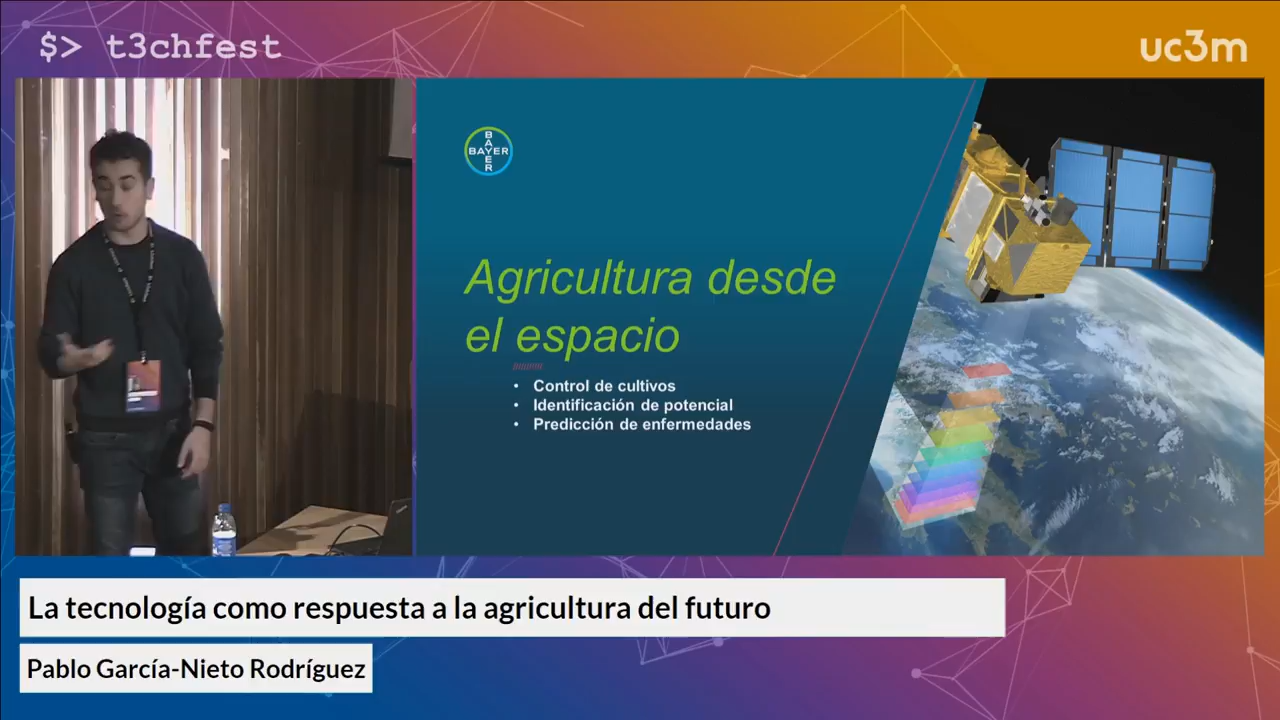 $> t3chfest
uc3m
BAYER
BAYER
Agricultura desde
el espacio
• Control de cultivos
• Identificación de potencial
• Predicción de enfermedades
La tecnología como respuesta a la agricultura del futuro
Pablo García-Nieto Rodríguez